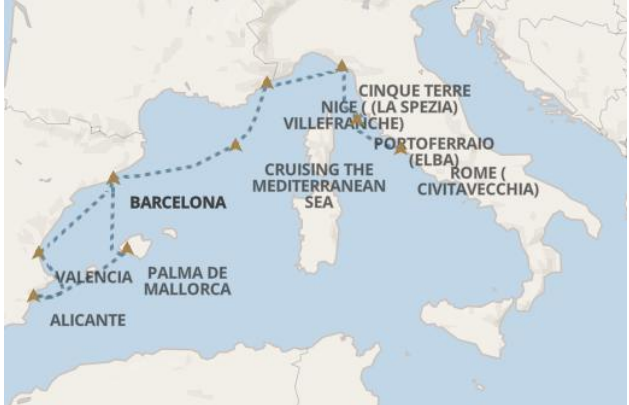 CINQUE TERRE
(LA SPEZIA)
NICE (
VILLEFRANCHE)
PORTOFERRAIO
(ELBA)
ROME (
CIVITAVECCHIA)
CRUISING THE
MEDITERRANEAN
SEA
BARCELONA
VALENCIA
PALMA DE
MALLORCA
ALICANTE